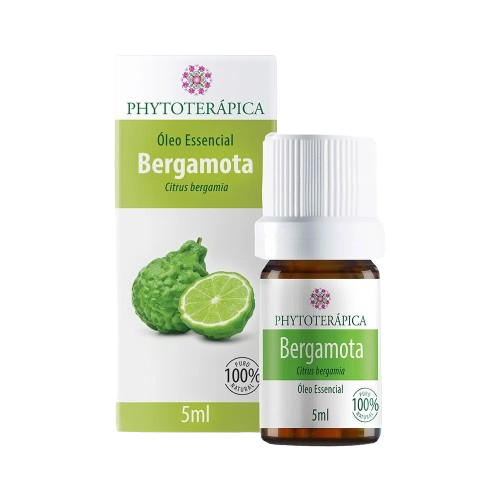 PHYTOTERÁPICA
Óleo Essencial
Bergamota
Citrus bergamia
PURO
100%
NATURAL
5ml
PHYTOTERÁPICA
Bergamota
Citrus bergamia
Óleo Essencial
5ml
PURO
100%
NATURAL